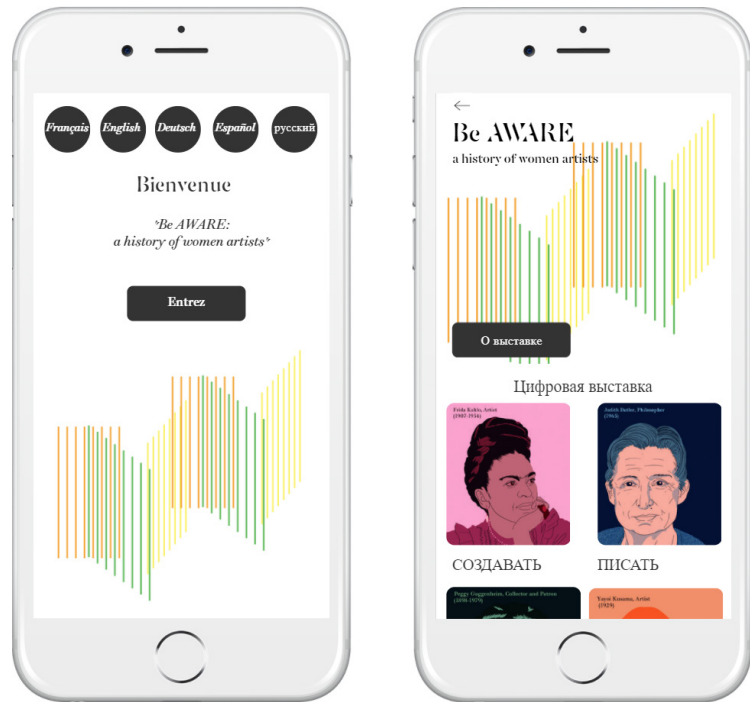 Français English Deutsch Español русский
Bienvenue
"Be AWARE:
a history of women artists"
Entrez
Be AWARE
a history of women artists
О выставке
Цифровая выставка
Frida Kahlo, Artist
(1907-1954)
Judith Butler, Philosopher
(1965)
СОЗДАВАТЬ
ПИСАТЬ
Peggy Guggenheim, Collector and Patron
(1898-1979)
Yayoi Kusama, Artist
(1929)